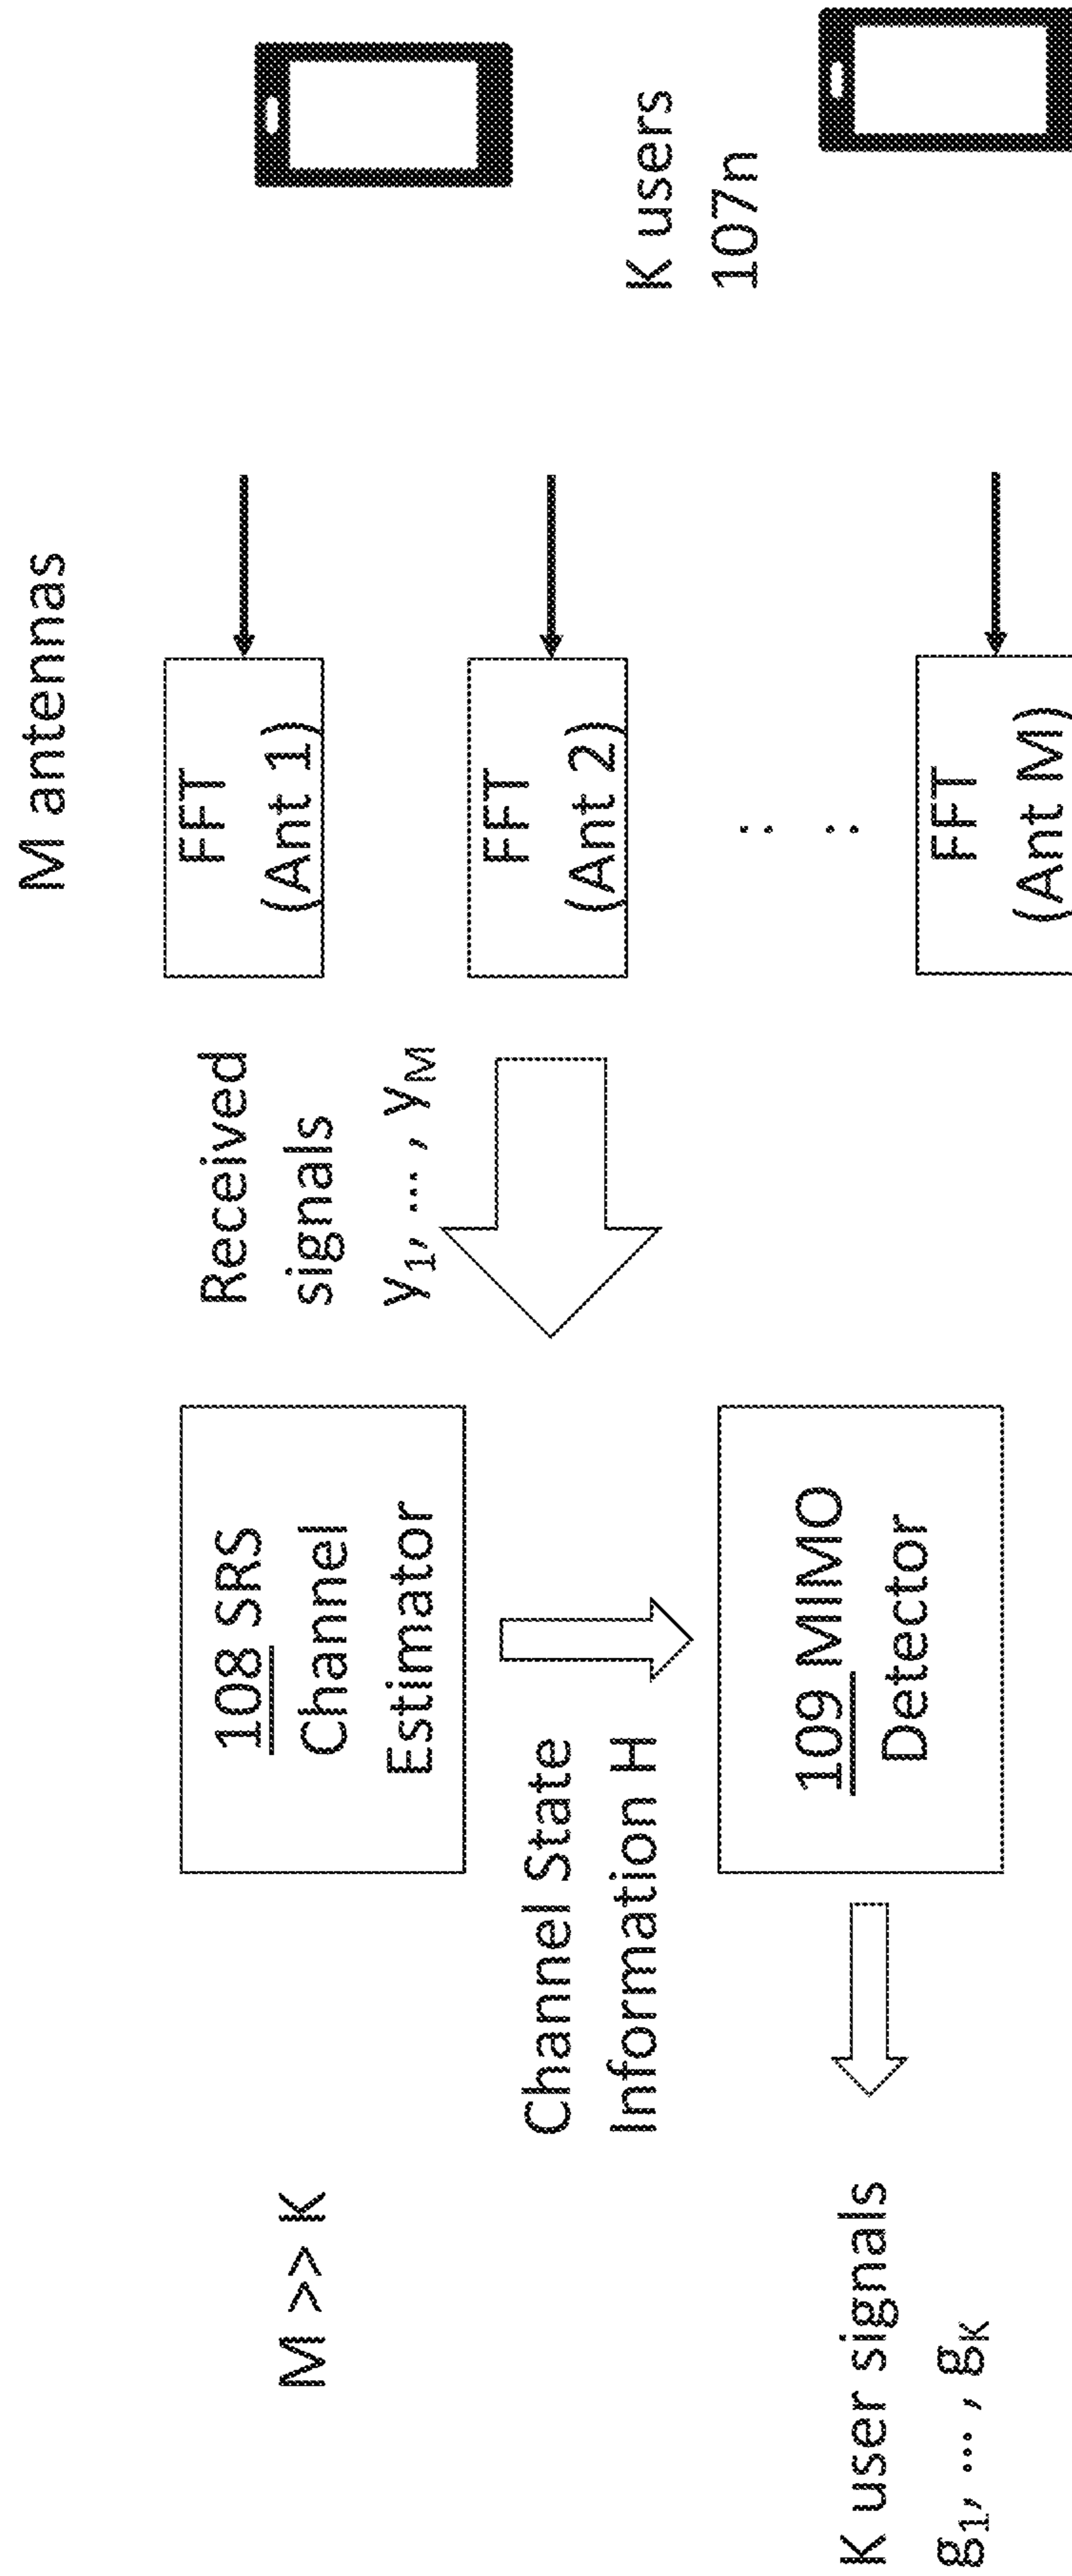 M >> K
K user signals
g₁, ... , gₖ
108 SRS
Channel
Estimator
Channel State
Information H
109 MIMO
Detector
Received
signals
y₁, ... , yM
M antennas
FFT
(Ant 1)
FFT
(Ant 2)
FFT
(Ant M)
K users
107n